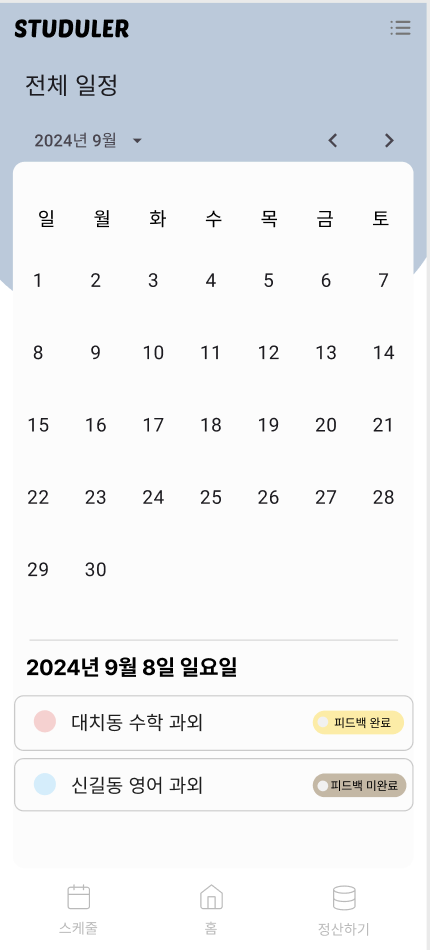 STUDULER
전체 일정
2024년 9월
일 월 화 수 목 금 토
1 2 3 4 5 6 7
8 9 10 11 12 13 14
15 16 17 18 19 20 21
22 23 24 25 26 27 28
29 30
2024년 9월 8일 일요일
대치동 수학 과외 피드백 완료
신길동 영어 과외 피드백 미완료
스케줄 홈 정산하기